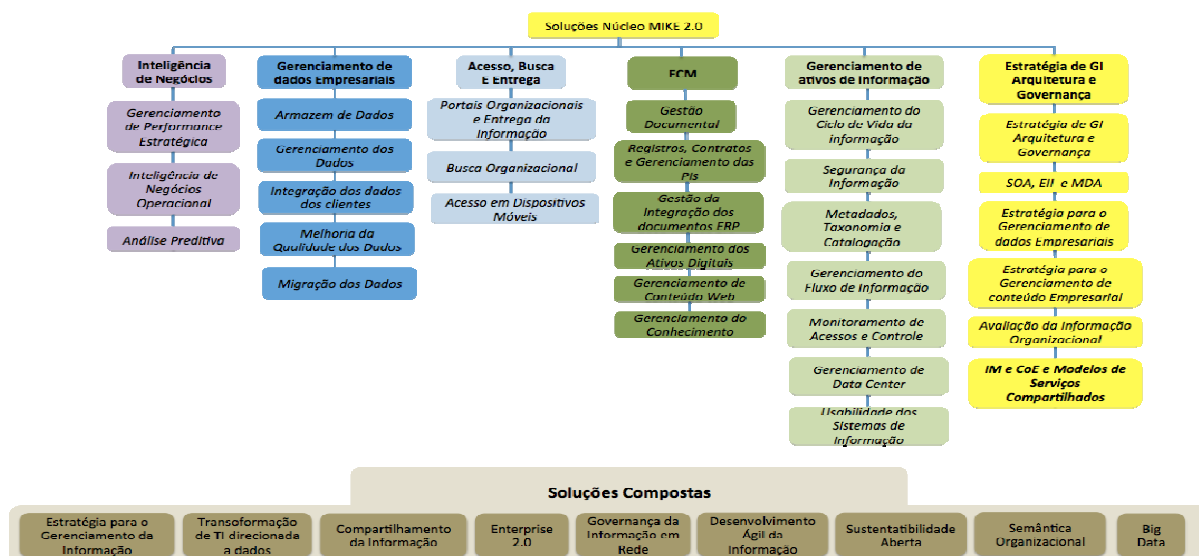 Soluções Núcleo MIKE 2.0
Inteligência
de Negócios
Gerenciamento
de Performance
Estratégica
Inteligência de
Negócios
Operacional
Análise Preditiva
Gerenciamento de
dados Empresariais
Armazem de Dados
Gerenciamento dos
Dados
Integração dos dados
dos clientes
Melhoria da
Qualidade dos Dados
Migração dos Dados
Acesso, Busca
E Entrega
Portais Organizacionais
e Entrega da
Informação
Busca Organizacional
Acesso em Dispositivos
Móveis
ECM
Gestão
Documental
Registros, Contratos
e Gerenciamento das
PIs
Gestão da
Integração dos
documentos ERP
Gerenciamento dos
Ativos Digitais
Gerenciamento de
Conteúdo Web
Gerenciamento do
Conhecimento
Gerenciamento de
ativos de Informação
Gerenciamento do
Ciclo de Vida da
informação
Segurança da
Informação
Metadados,
Taxonomia e
Catalogação
Gerenciamento do
Fluxo de Informação
Monitoramento de
Acessos e Controle
Gerenciamento de
Data Center
Usabilidade dos
Sistemas de
Informação
Estratégia de GI
Arquitetura e
Governança
Estratégia de GI
Arquitetura e
Governança
SOA, EII e MDA
Estratégia para o
Gerenciamento de
dados Empresariais
Estratégia para o
Gerenciamento de
conteúdo Empresarial
Avaliação da Informação
Organizacional
IM e CoE e Modelos de
Serviços
Compartilhados
Soluções Compostas
Estratégia para o
Gerenciamento da
Informação
Transoformação
de TI direcionada
a dados
Compartilhamento
da Informação
Enterprise
2.0
Governança da
Informação em
Rede
Desenvolvimento
Ágil da
Informação
Sustentatibilidade
Aberta
Semântica
Organizacional
Big
Data